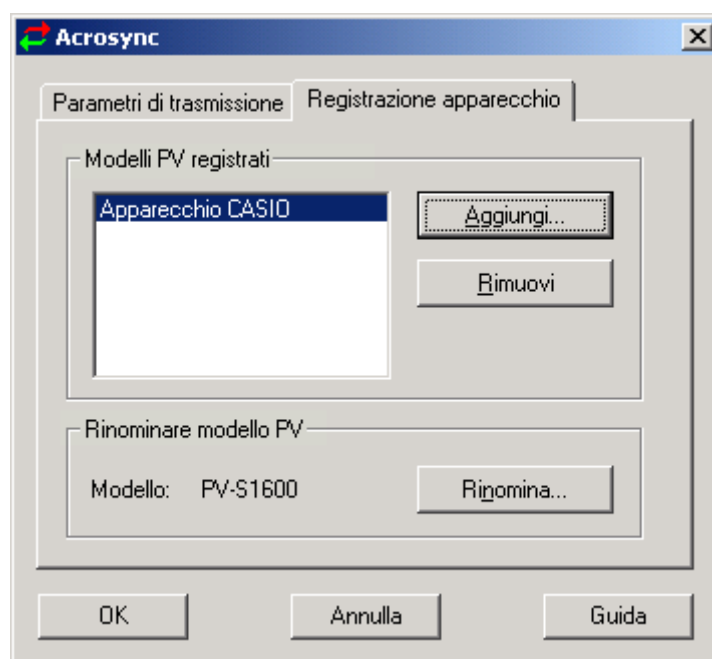 Acrosync
Parametri di trasmissione
Registrazione apparecchio
Modelli PV registrati
Apparecchio CASIO
Aggiungi...
Rimuovi
Rinominare modello PV
Modello: PV-S1600
Rinomina...
OK
Annulla
Guida